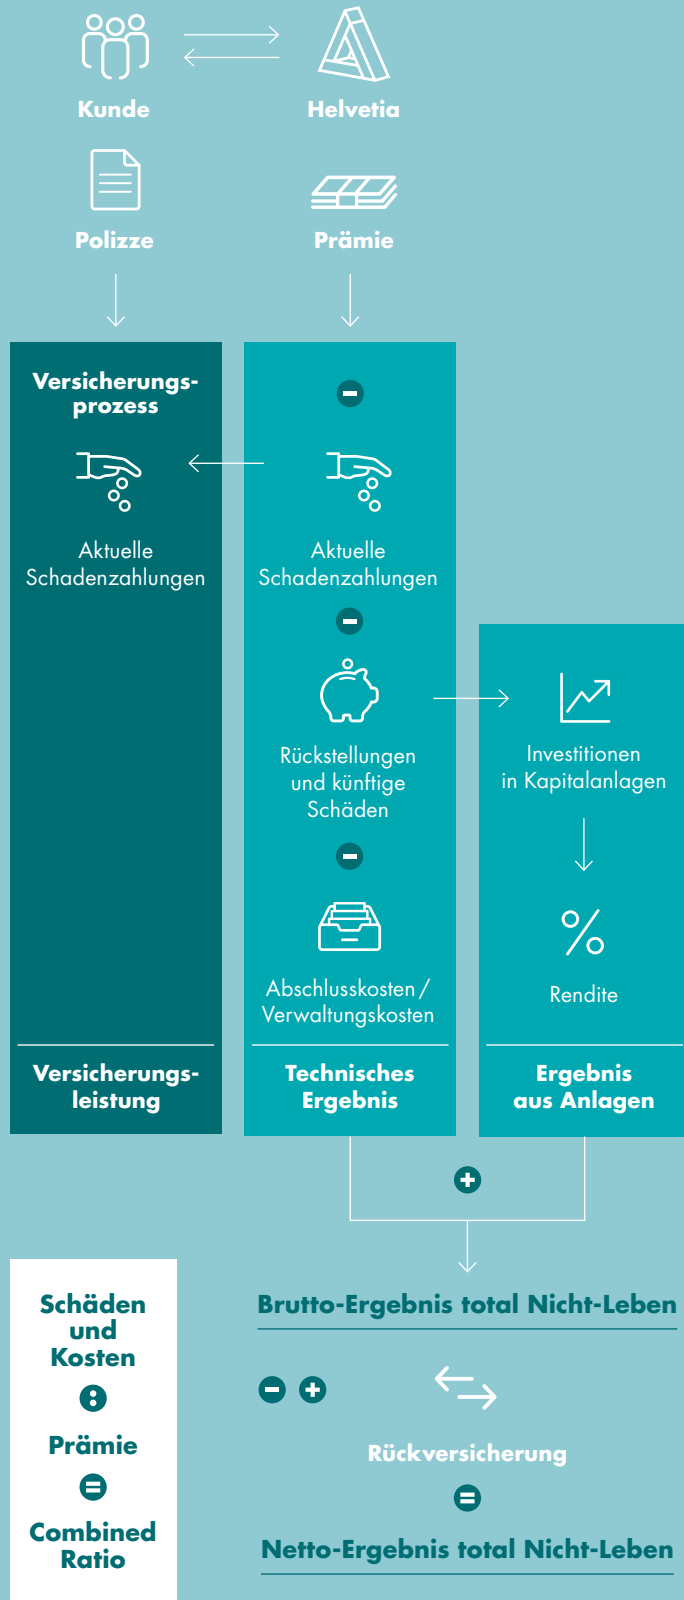 Kunde
Helvetia
Polizze
Prämie
Versicherungs-
prozess
Aktuelle
Schadenzahlungen
Versicherungs-
leistung
Aktuelle
Schadenzahlungen
Rückstellungen
und künftige
Schäden
Abschlusskosten /
Verwaltungskosten
Technisches
Ergebnis
Investitionen
in Kapitalanlagen
Rendite
Ergebnis
aus Anlagen
Schäden
und
Kosten
:
Prämie
=
Combined
Ratio
Brutto-Ergebnis total Nicht-Leben
Rückversicherung
=
Netto-Ergebnis total Nicht-Leben